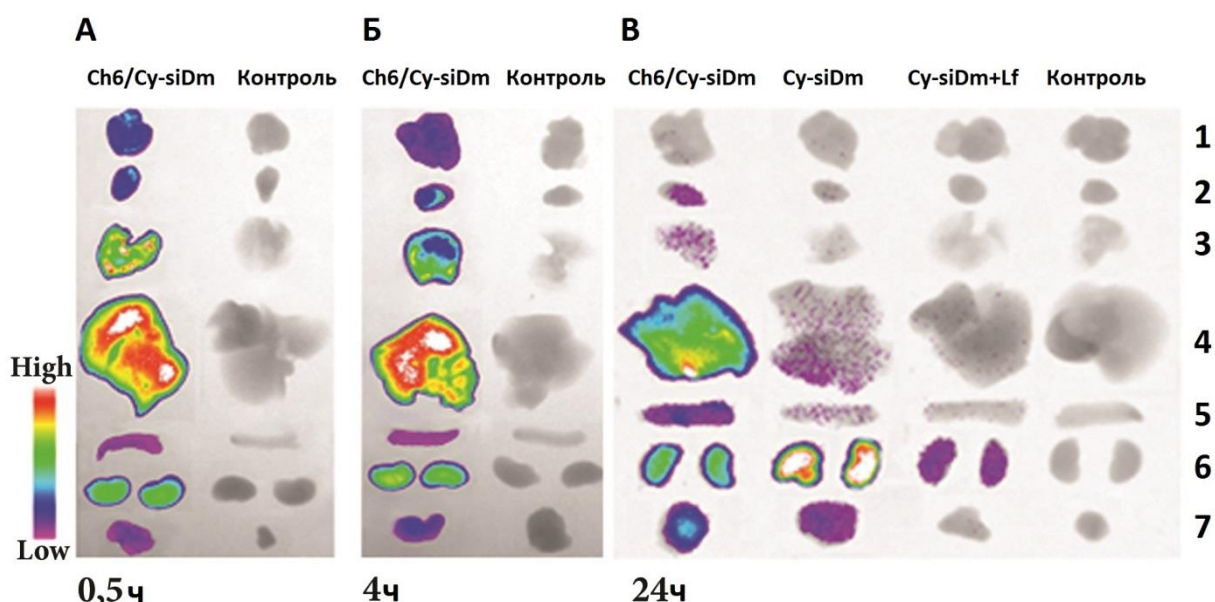 А Б В
Ch6/Cy-siDm Контроль Ch6/Cy-siDm Контроль Ch6/Cy-siDm Cy-siDm Cy-siDm+Lf Контроль
1
2
3
4
High
5
6
7
Low
0,5ч 4ч 24ч